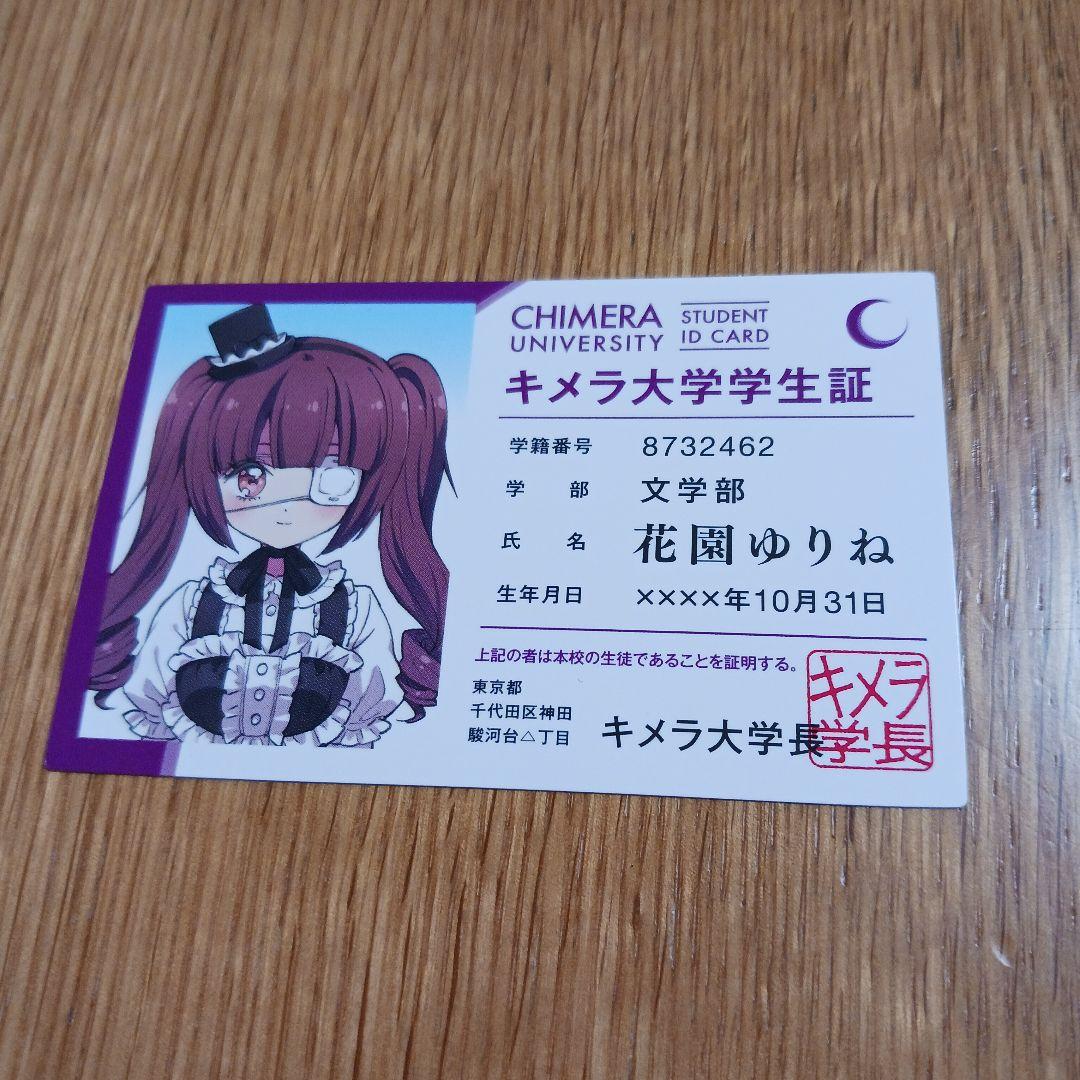 CHIMERA UNIVERSITY
STUDENT ID CARD
キメラ大学学生証
学籍番号 8732462
学部 文学部
氏名 花園ゆりね
生年月日 ××××年10月31日
上記の者は本校の生徒であることを証明する。
東京都
千代田区神田
駿河台△丁目
キメラ大学長
キメラ
学長